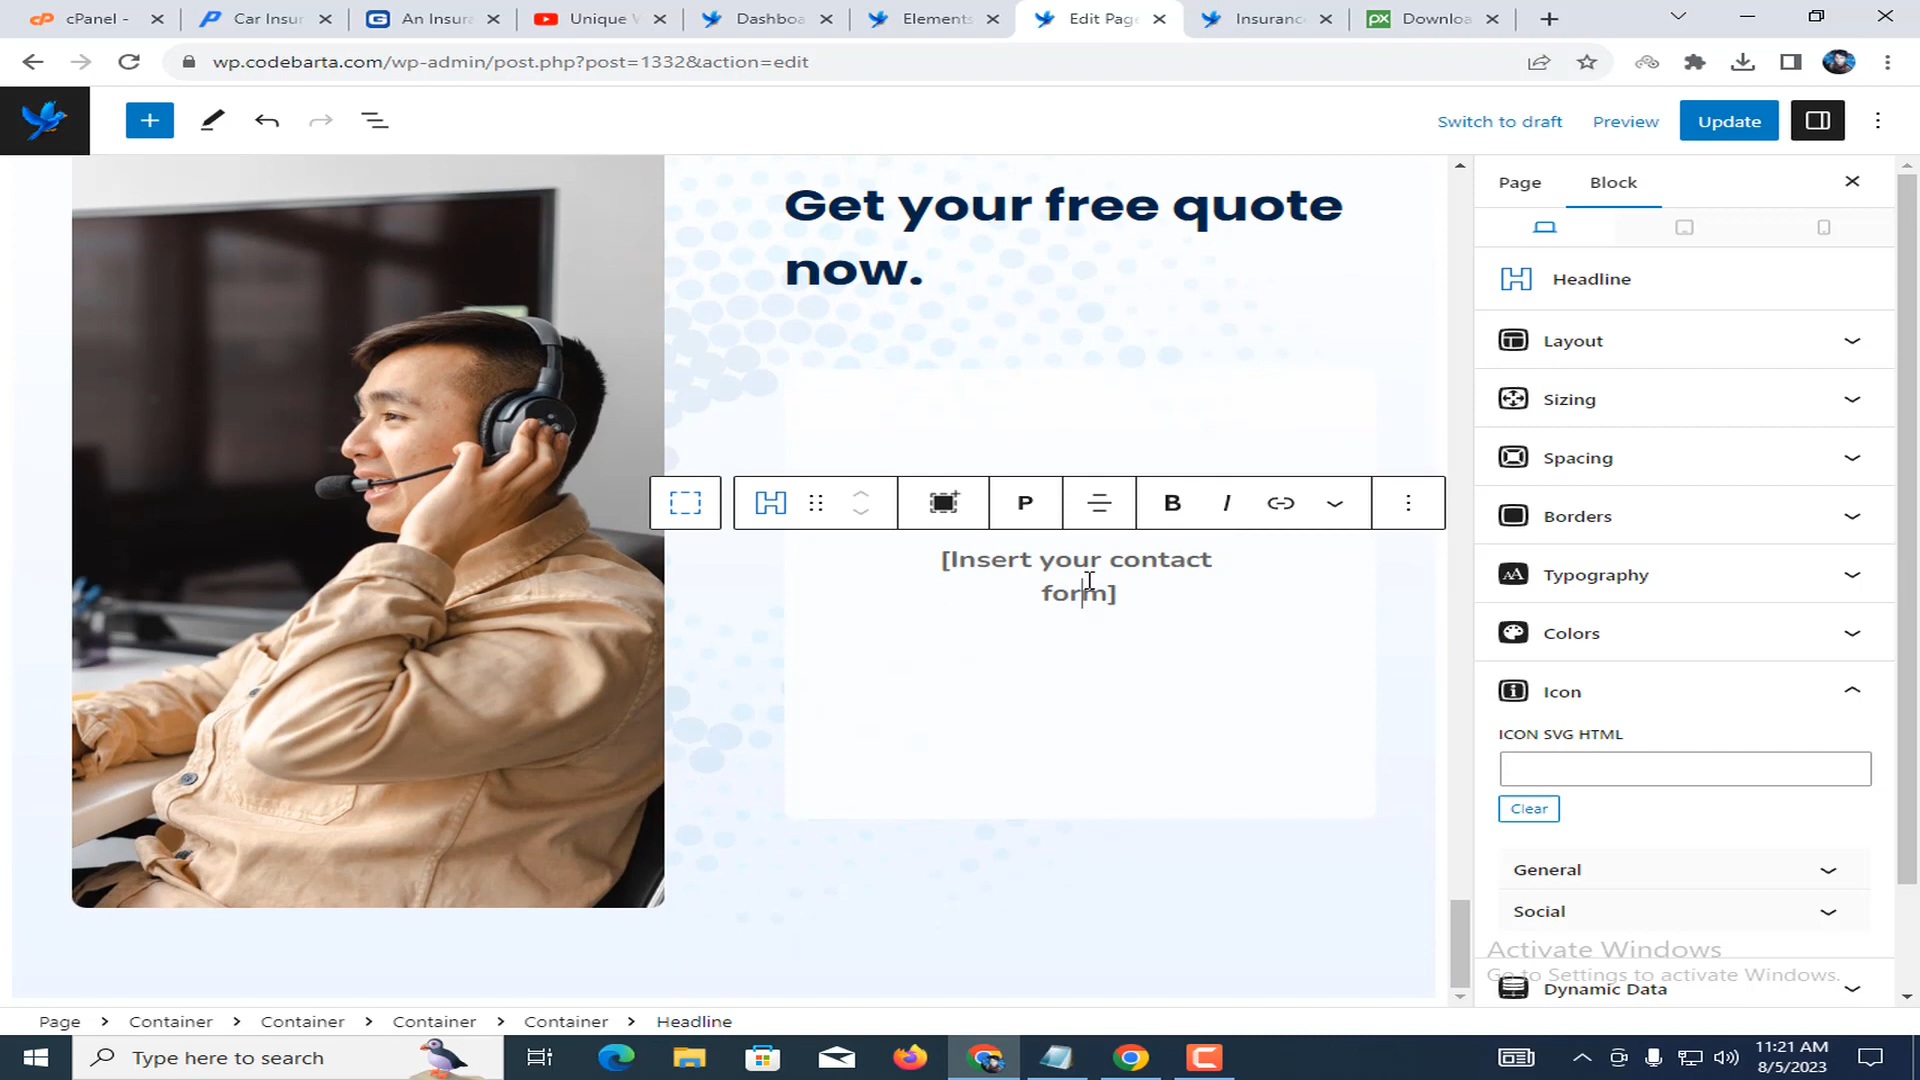 cPanel -
Car Insur
An Insura
Unique V
Dashboa
Elements
Edit Pag
Insuranc
Downloa
wp.codebarta.com/wp-admin/post.php?post=1332&action=edit
Switch to draft
Preview
Update
Page
Block
Get your free quote
now.
Headline
Layout
Sizing
Spacing
P
B
I
[Insert your contact
form]
Borders
Typography
Colors
Icon
ICON SVG HTML
Clear
General
Social
Activate Windows
Go to Settings to activate Windows.
Dynamic Data
Page > Container > Container > Container > Container > Headline
Type here to search
11:21 AM
8/5/2023